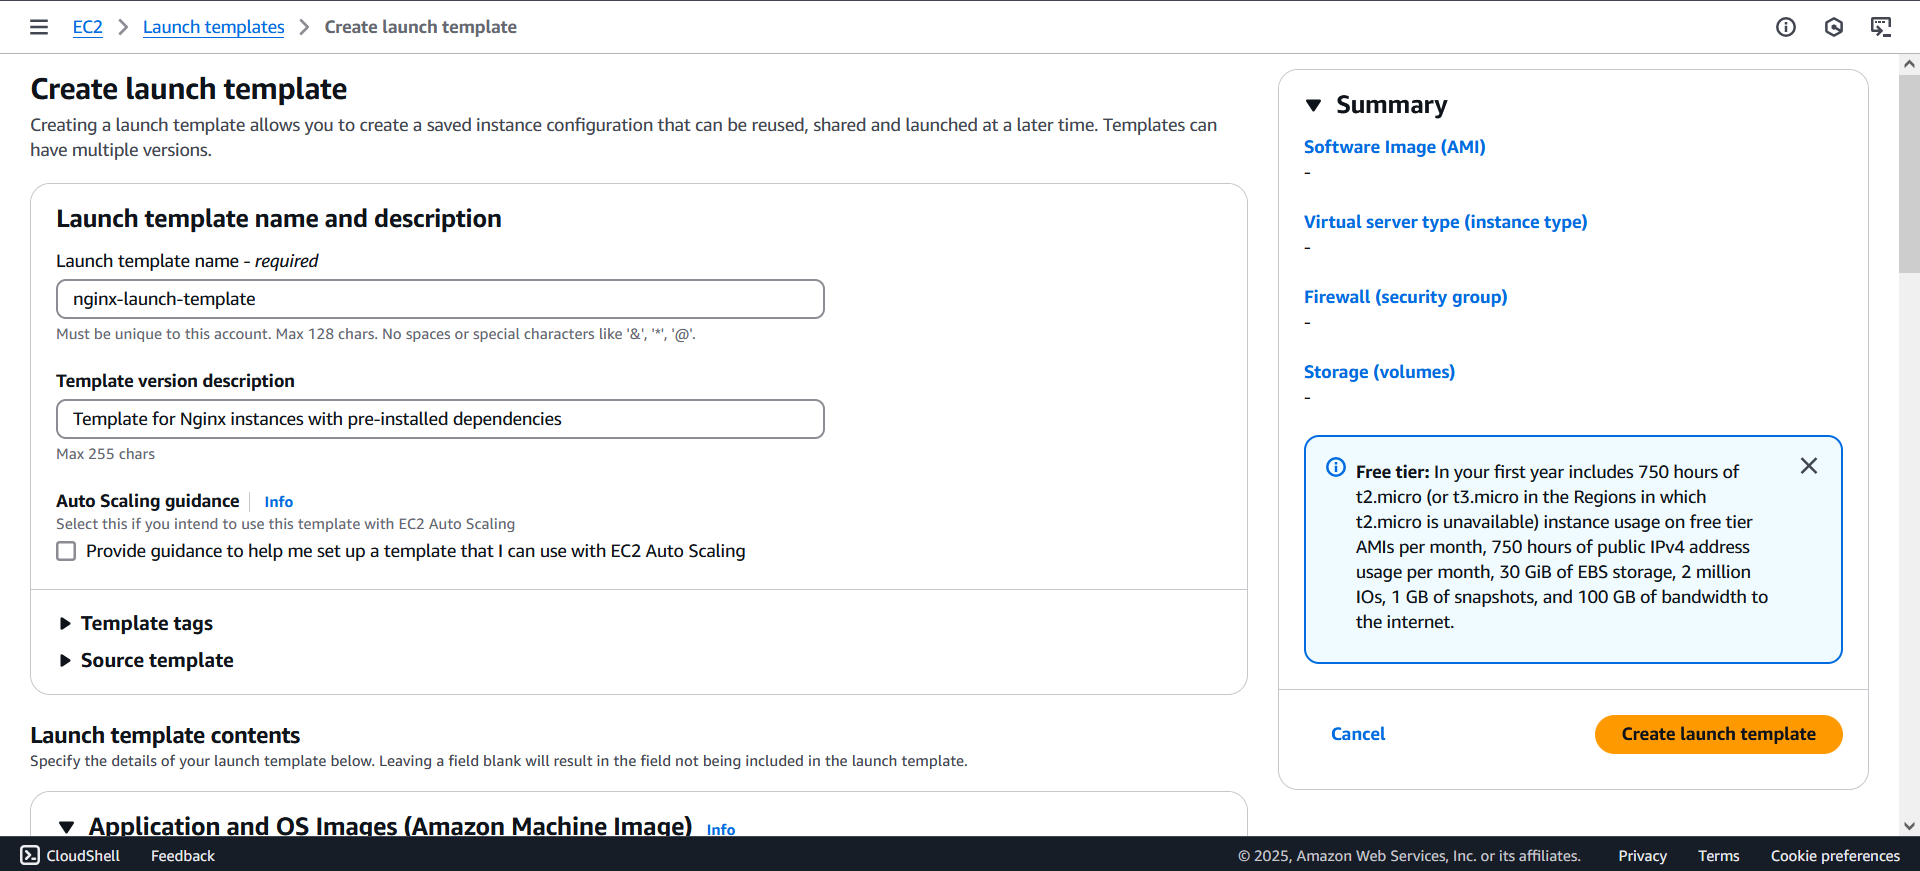 EC2 Launch templates Create launch template
Create launch template
Creating a launch template allows you to create a saved instance configuration that can be reused, shared and launched at a later time. Templates can
have multiple versions.
Launch template name and description
Launch template name - required
nginx-launch-template
Must be unique to this account. Max 128 chars. No spaces or special characters like '&', '*', '@'.
Template version description
Template for Nginx instances with pre-installed dependencies
Max 255 chars
Auto Scaling guidance Info
Select this if you intend to use this template with EC2 Auto Scaling
Provide guidance to help me set up a template that I can use with EC2 Auto Scaling
Template tags
Source template
Launch template contents
Specify the details of your launch template below. Leaving a field blank will result in the field not being included in the launch template.
Application and OS Images (Amazon Machine Image) Info
Summary
Software Image (AMI)
-
Virtual server type (instance type)
-
Firewall (security group)
-
Storage (volumes)
-
Free tier: In your first year includes 750 hours of
t2.micro (or t3.micro in the Regions in which
t2.micro is unavailable) instance usage on free tier
AMIs per month, 750 hours of public IPv4 address
usage per month, 30 GiB of EBS storage, 2 million
IOs, 1 GB of snapshots, and 100 GB of bandwidth to
the internet.
Cancel Create launch template
CloudShell Feedback © 2025, Amazon Web Services, Inc. or its affiliates. Privacy Terms Cookie preferences